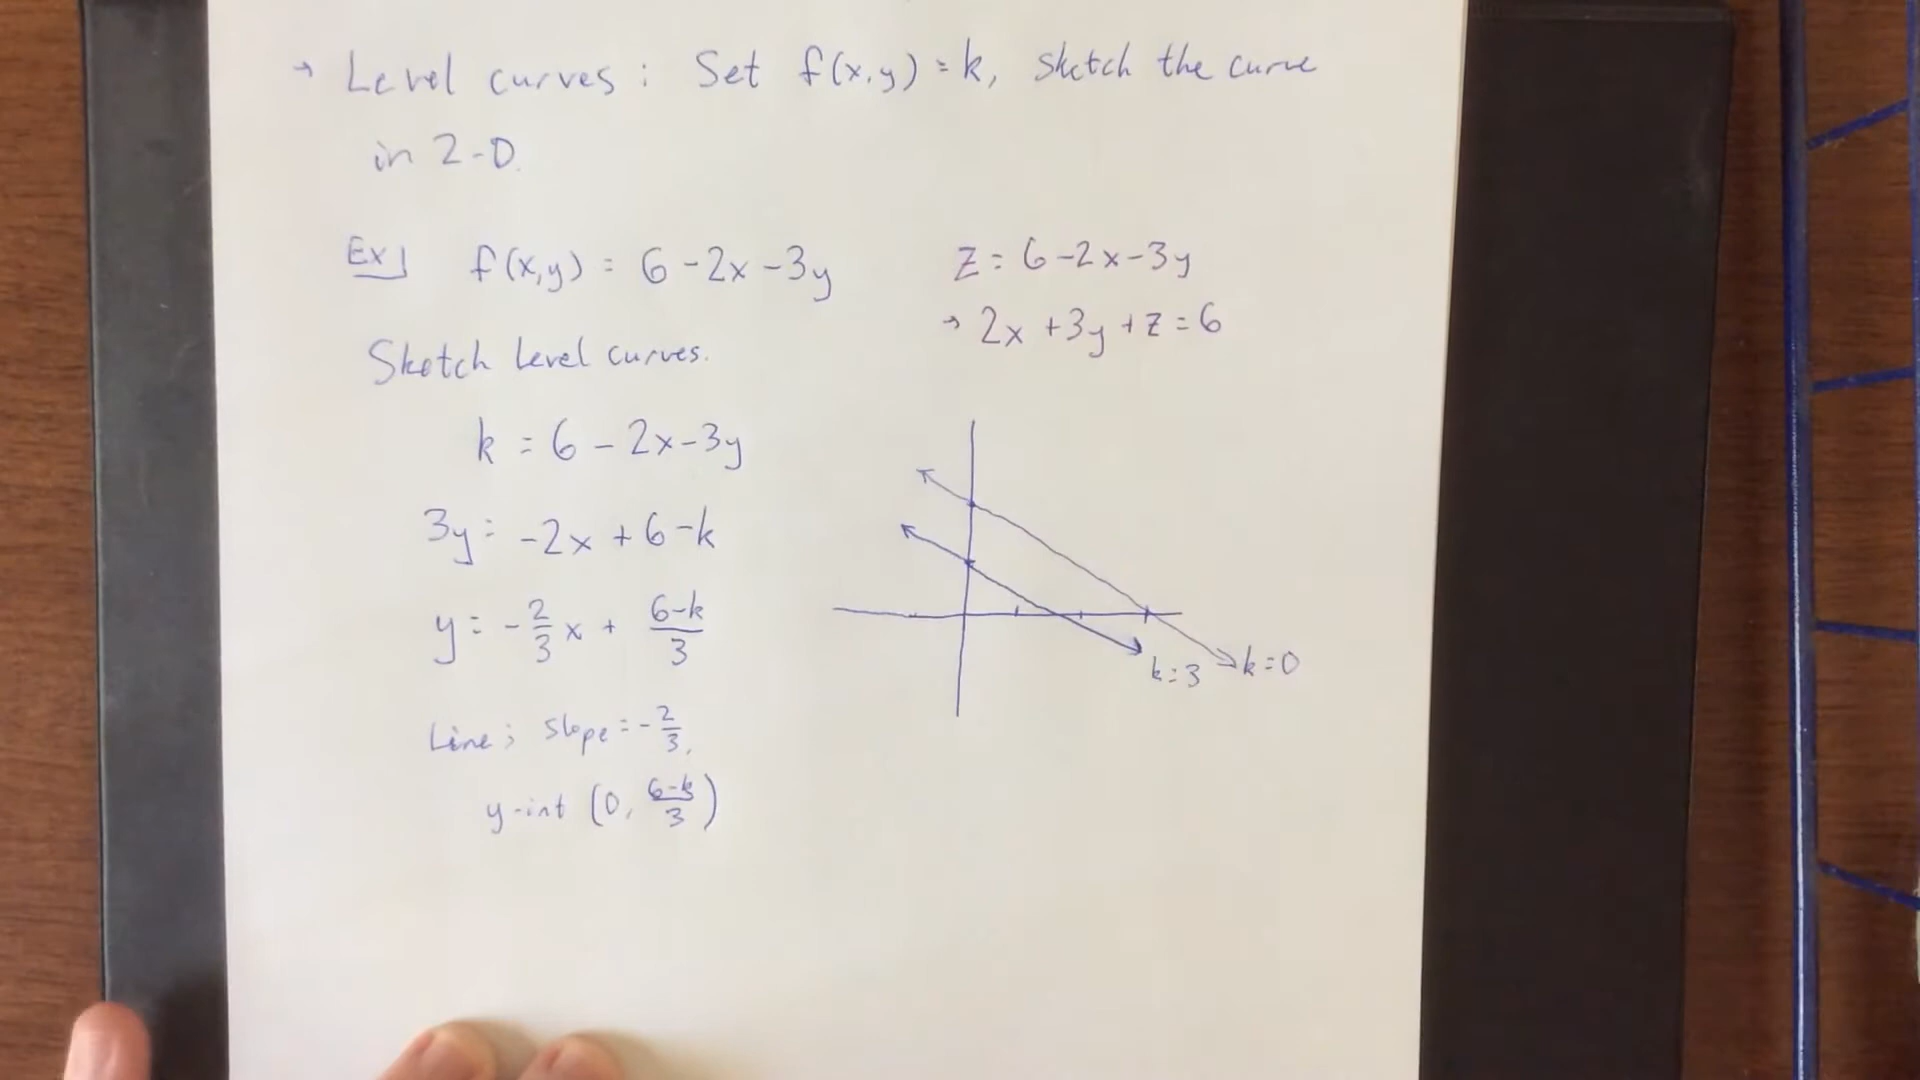 → Level curves: Set f(x,y) = k, sketch the curve
in 2-D.
Ex] f(x,y) = 6 - 2x - 3y
z = 6 - 2x - 3y
→ 2x + 3y + z = 6
Sketch level curves.
k = 6 - 2x - 3y
3y = -2x + 6 - k
y = -2/3 x + (6-k)/3
k=3
k=0
Line; slope = -2/3,
y-int (0, (6-k)/3)